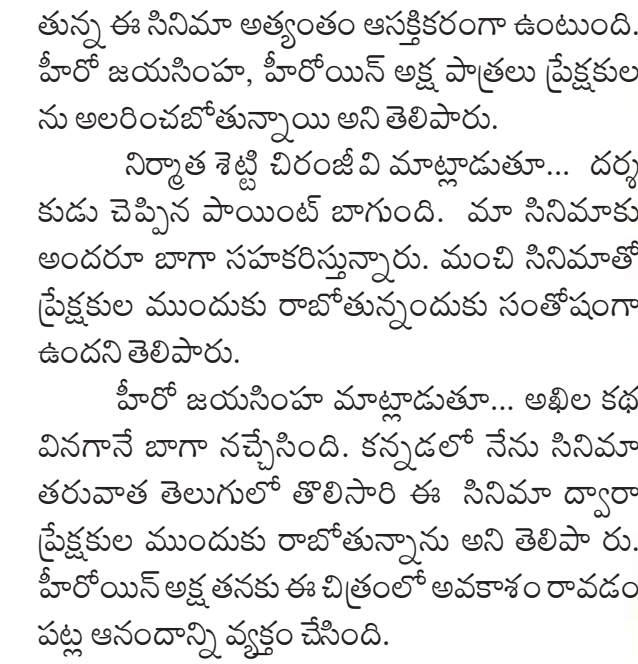 తున్న ఈ సినిమా అత్యంతం ఆసక్తికరంగా ఉంటుంది.
హీరో జయసింహ, హీరోయిన్ అక్ష పాత్రలు ప్రేక్షకుల
ను అలరించబోతున్నాయి అని తెలిపారు.
నిర్మాత శెట్టి చిరంజీవి మాట్లాడుతూ... దర్శ
కుడు చెప్పిన పాయింట్ బాగుంది. మా సినిమాకు
అందరూ బాగా సహకరిస్తున్నారు. మంచి సినిమాతో
ప్రేక్షకుల ముందుకు రాబోతున్నందుకు సంతోషంగా
ఉందని తెలిపారు.
హీరో జయసింహ మాట్లాడుతూ... అఖిల కథ
వినగానే బాగా నచ్చేసింది. కన్నడలో నేను సినిమా
తరువాత తెలుగులో తొలిసారి ఈ సినిమా ద్వారా
ప్రేక్షకుల ముందుకు రాబోతున్నాను అని తెలిపా రు.
హీరోయిన్ అక్ష తనకు ఈ చిత్రంలో అవకాశం రావడం
పట్ల ఆనందాన్ని వ్యక్తం చేసింది.